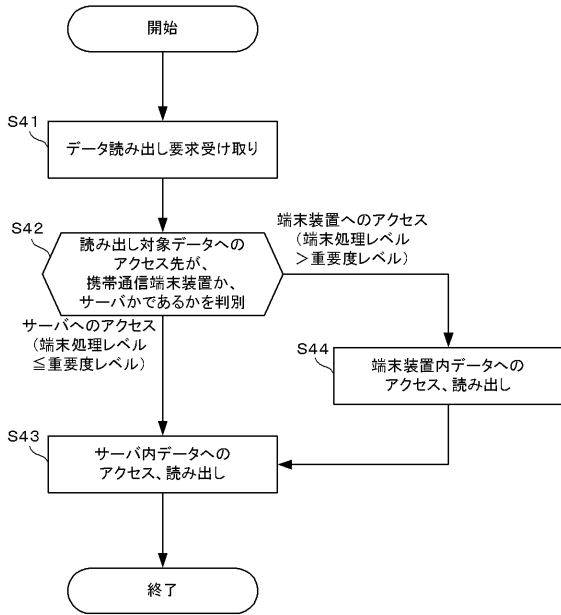 開始
S41
データ読み出し要求受け取り
S42
読み出し対象データへの
アクセス先が、
携帯通信端末装置か、
サーバかであるかを判別
端末装置へのアクセス
(端末処理レベル
>重要度レベル)
サーバへのアクセス
(端末処理レベル
≦重要度レベル)
S44
端末装置内データへの
アクセス、読み出し
S43
サーバ内データへの
アクセス、読み出し
終了